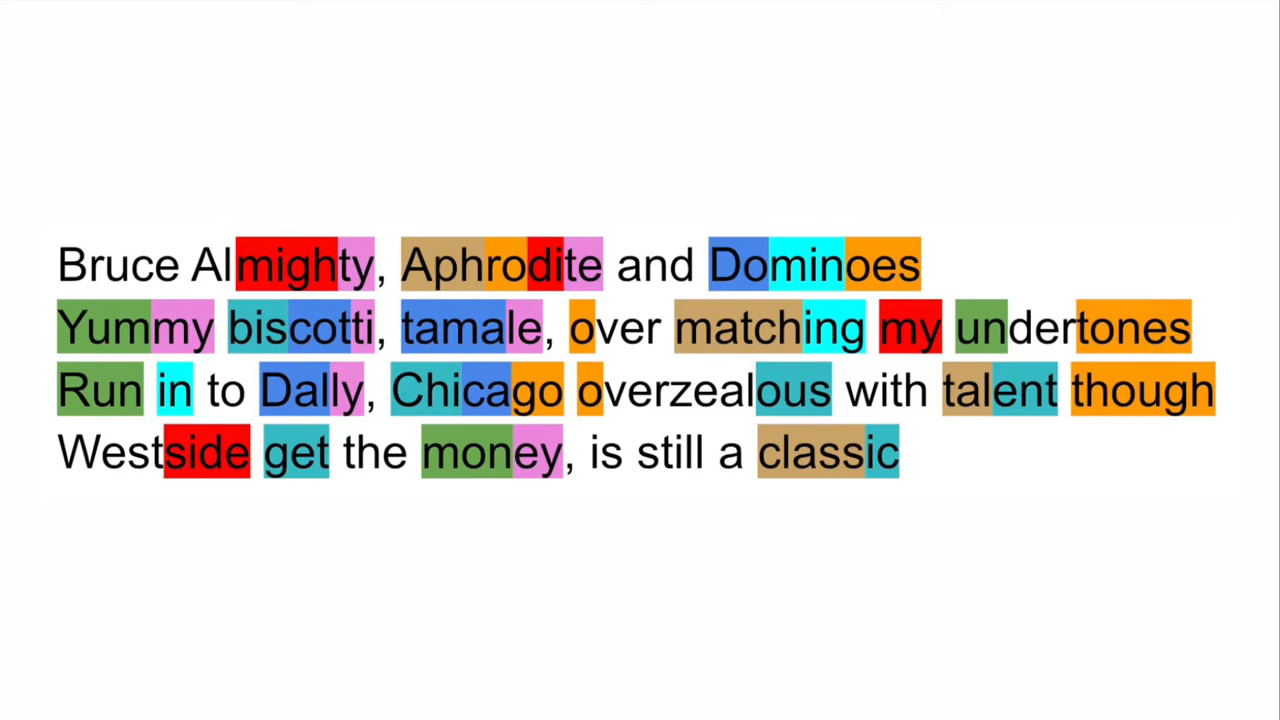 Bruce Almighty, Aphrodite and Dominoes
Yummy biscotti, tamale, over matching my undertones
Run in to Dally, Chicago overzealous with talent though
Westside get the money, is still a classic